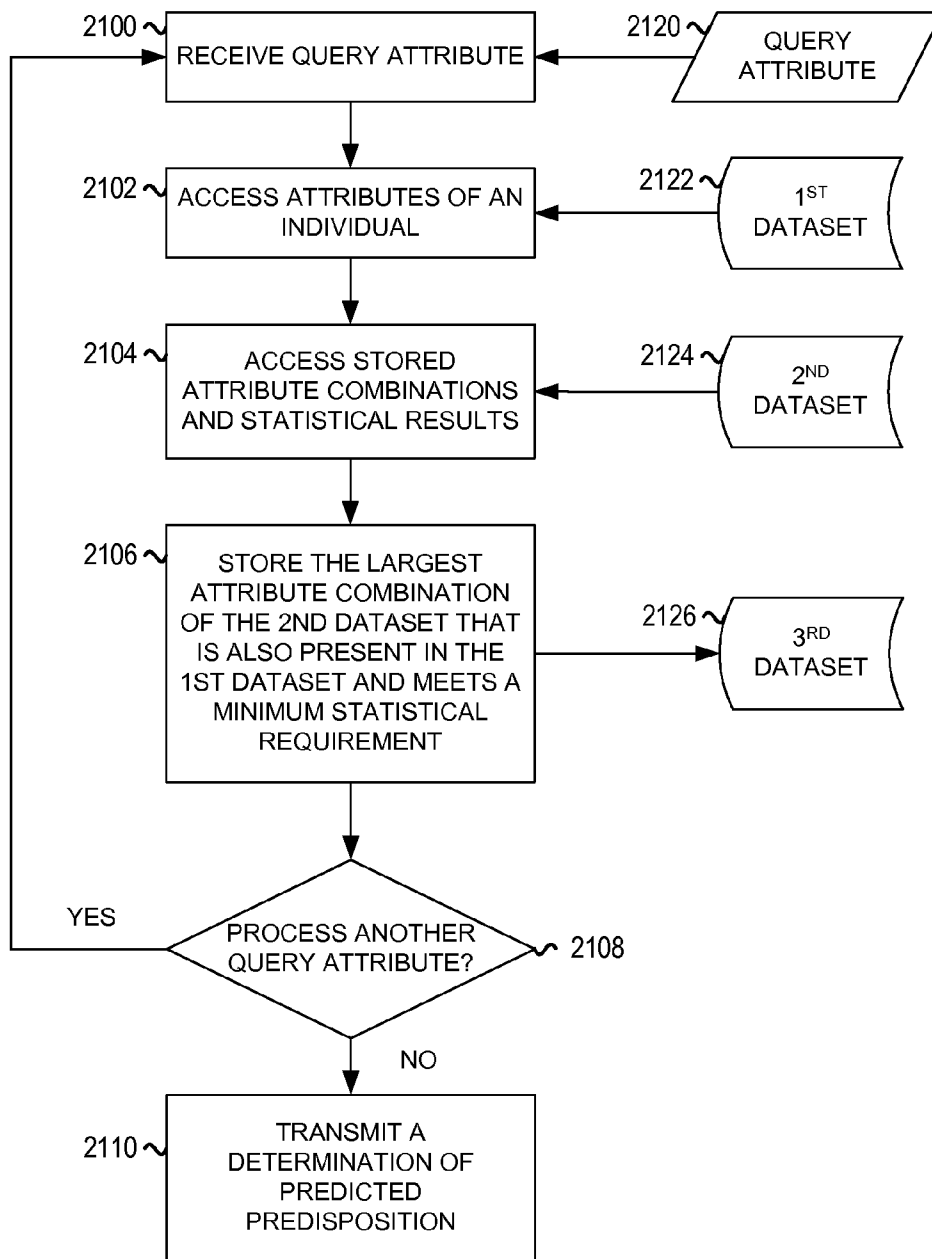 2100
RECEIVE QUERY ATTRIBUTE
2120
QUERY
ATTRIBUTE
2102
ACCESS ATTRIBUTES OF AN
INDIVIDUAL
2122
1ST
DATASET
2104
ACCESS STORED
ATTRIBUTE COMBINATIONS
AND STATISTICAL RESULTS
2124
2ND
DATASET
2106
STORE THE LARGEST
ATTRIBUTE COMBINATION
OF THE 2ND DATASET THAT
IS ALSO PRESENT IN THE
1ST DATASET AND MEETS A
MINIMUM STATISTICAL
REQUIREMENT
2126
3RD
DATASET
YES
PROCESS ANOTHER
QUERY ATTRIBUTE?
2108
NO
2110
TRANSMIT A
DETERMINATION OF
PREDICTED
PREDISPOSITION